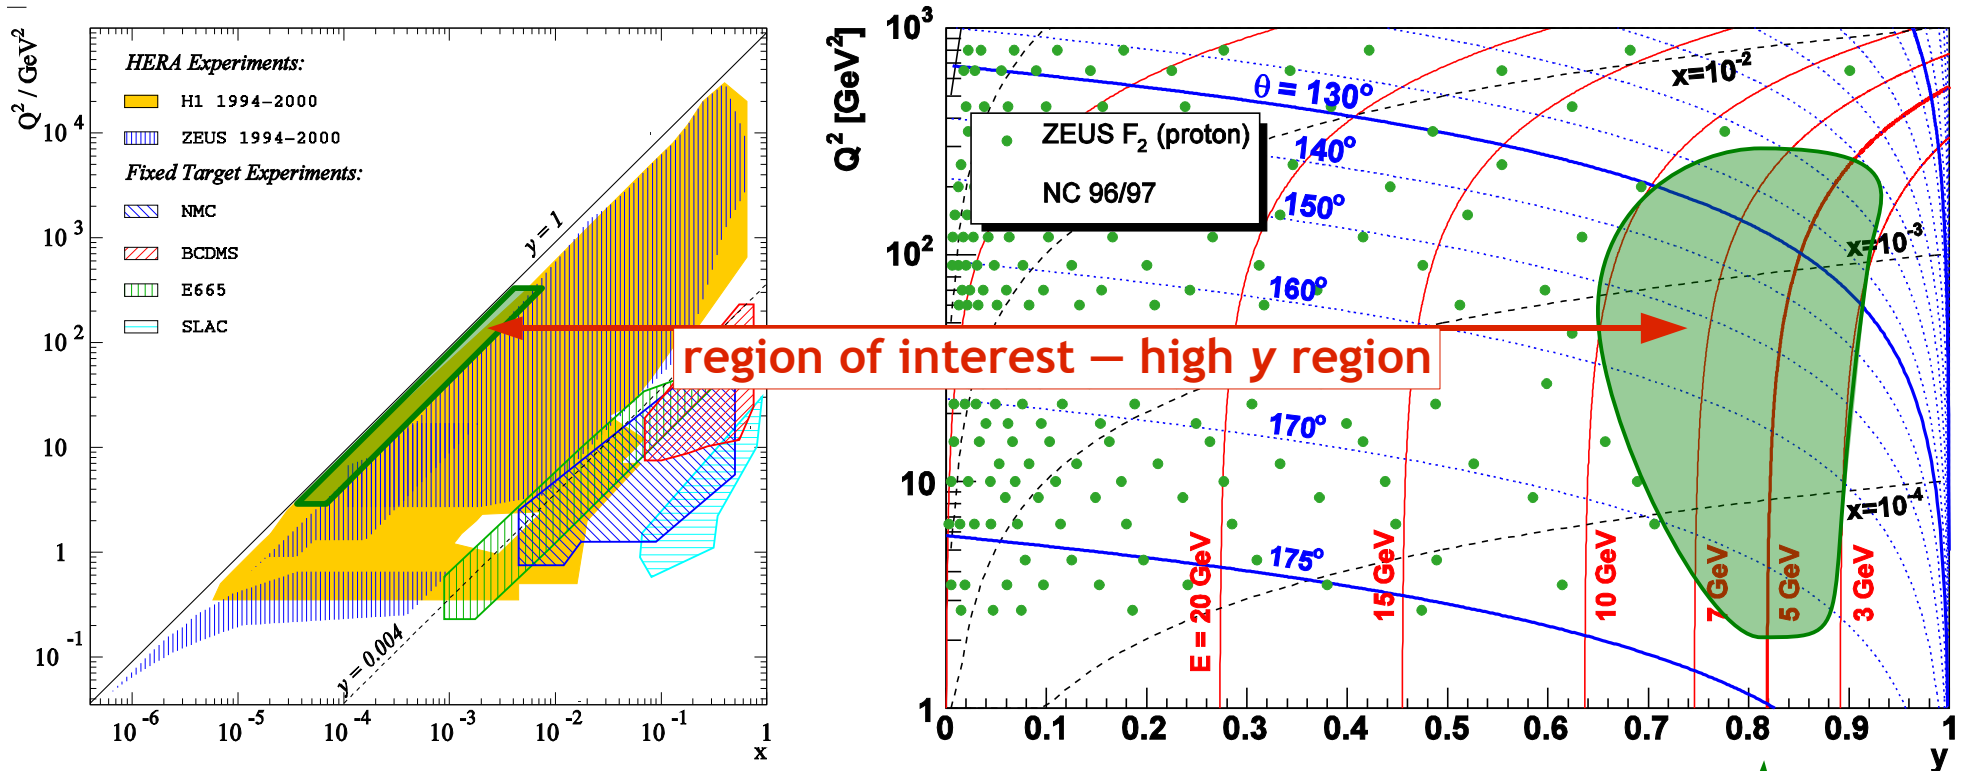 Q² / GeV²
10⁴
10³
10²
10
1
10⁻¹
10⁻⁶
10⁻⁵
10⁻⁴
10⁻³
10⁻²
10⁻¹
1
x
HERA Experiments:
H1 1994–2000
ZEUS 1994–2000
Fixed Target Experiments:
NMC
BCDMS
E665
SLAC
y = 1
y = 0.004
region of interest — high y region
Q² [GeV²]
10³
10²
10
1
0
0.1
0.2
0.3
0.4
0.5
0.6
0.7
0.8
0.9
1
y
ZEUS F₂ (proton)
NC 96/97
θ = 130°
140°
150°
160°
170°
175°
x=10⁻²
x=10⁻³
x=10⁻⁴
E = 20 GeV
15 GeV
10 GeV
7 GeV
5 GeV
3 GeV